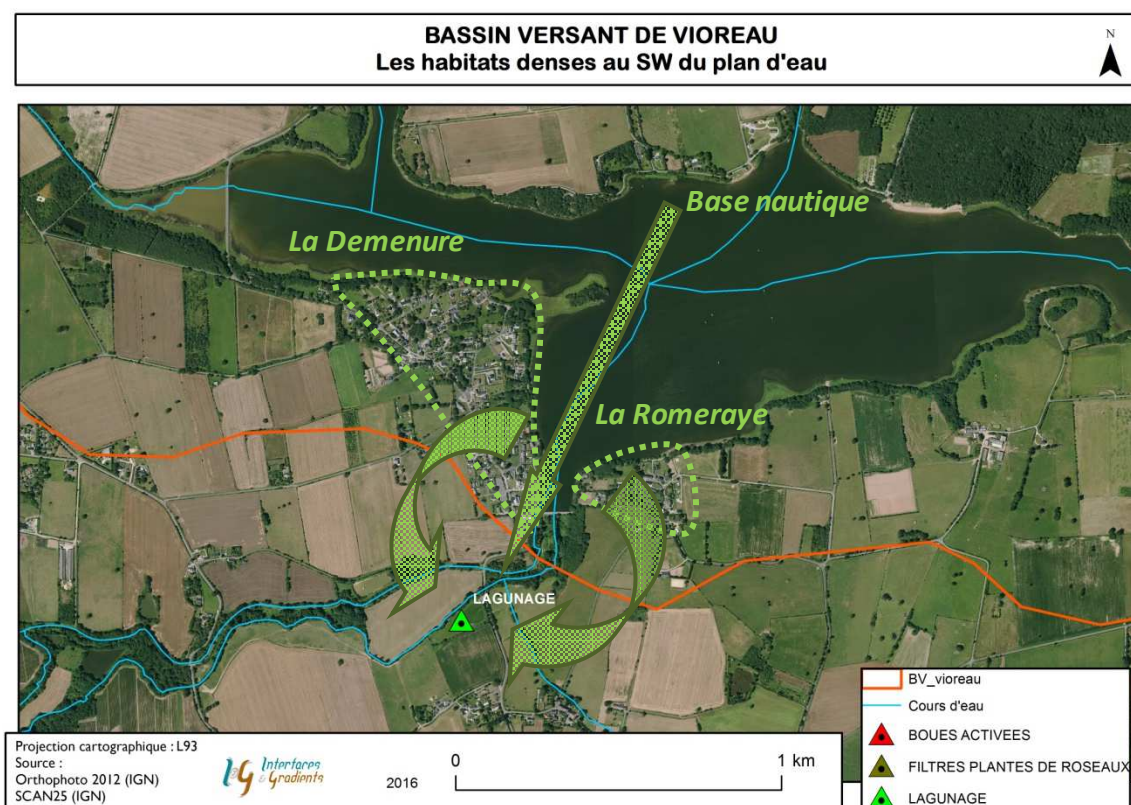 BASSIN VERSANT DE VIOREAU
Les habitats denses au SW du plan d'eau
N
Base nautique
La Demenure
La Romeraye
LAGUNAGE
BV_vioreau
Cours d'eau
BOUES ACTIVEES
FILTRES PLANTES DE ROSEAUX
LAGUNAGE
Projection cartographique : L93
Source :
Orthophoto 2012 (IGN)
SCAN25 (IGN)
I&G Interfaces
& Gradients
2016
0
1 km